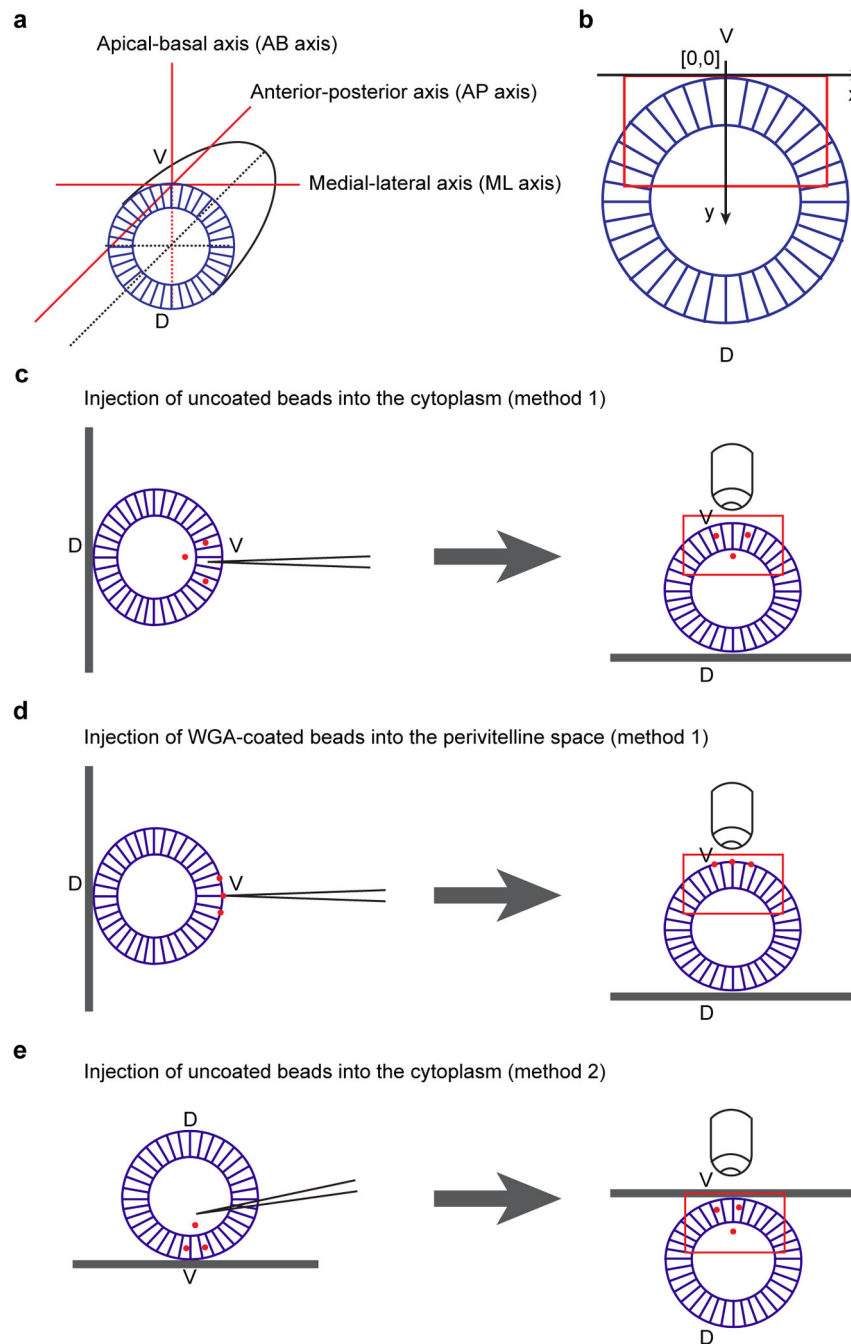 a
Apical-basal axis (AB axis)
Anterior-posterior axis (AP axis)
V
Medial-lateral axis (ML axis)
D
b
V
[0,0]
x
y
D
c
Injection of uncoated beads into the cytoplasm (method 1)
D
V
V
D
d
Injection of WGA-coated beads into the perivitelline space (method 1)
D
V
V
D
e
Injection of uncoated beads into the cytoplasm (method 2)
D
V
V
D